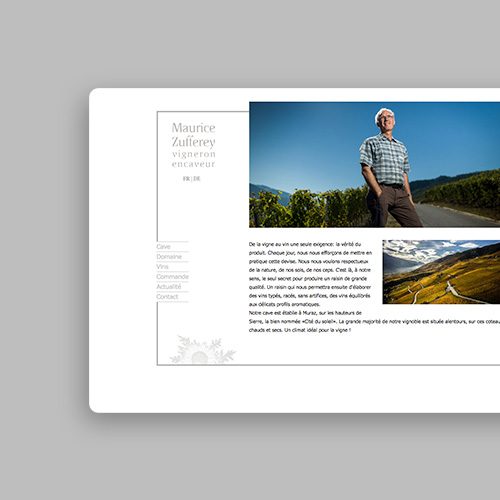 Maurice
Zufferey
vigneron
encaveur
FR | DE
Cave
Domaine
Vins
Commande
Actualité
Contact
De la vigne au vin une seule exigence: la vérité du
produit. Chaque jour, nous nous efforçons de mettre en
pratique cette devise. Nous nous voulons respectueux
de la nature, de nos sols, de nos ceps. C'est là, à notre
sens, le seul secret pour produire un raisin de grande
qualité. Un raisin qui nous permettra ensuite d'élaborer
des vins typés, racés, sans artifices, des vins équilibrés
aux délicats profils aromatiques.
Notre cave est établie à Muraz, sur les hauteurs de
Sierre, la bien nommée «Cité du soleil». La grande majorité de notre vignoble est située alentours, sur ces coteau
chauds et secs. Un climat idéal pour la vigne !